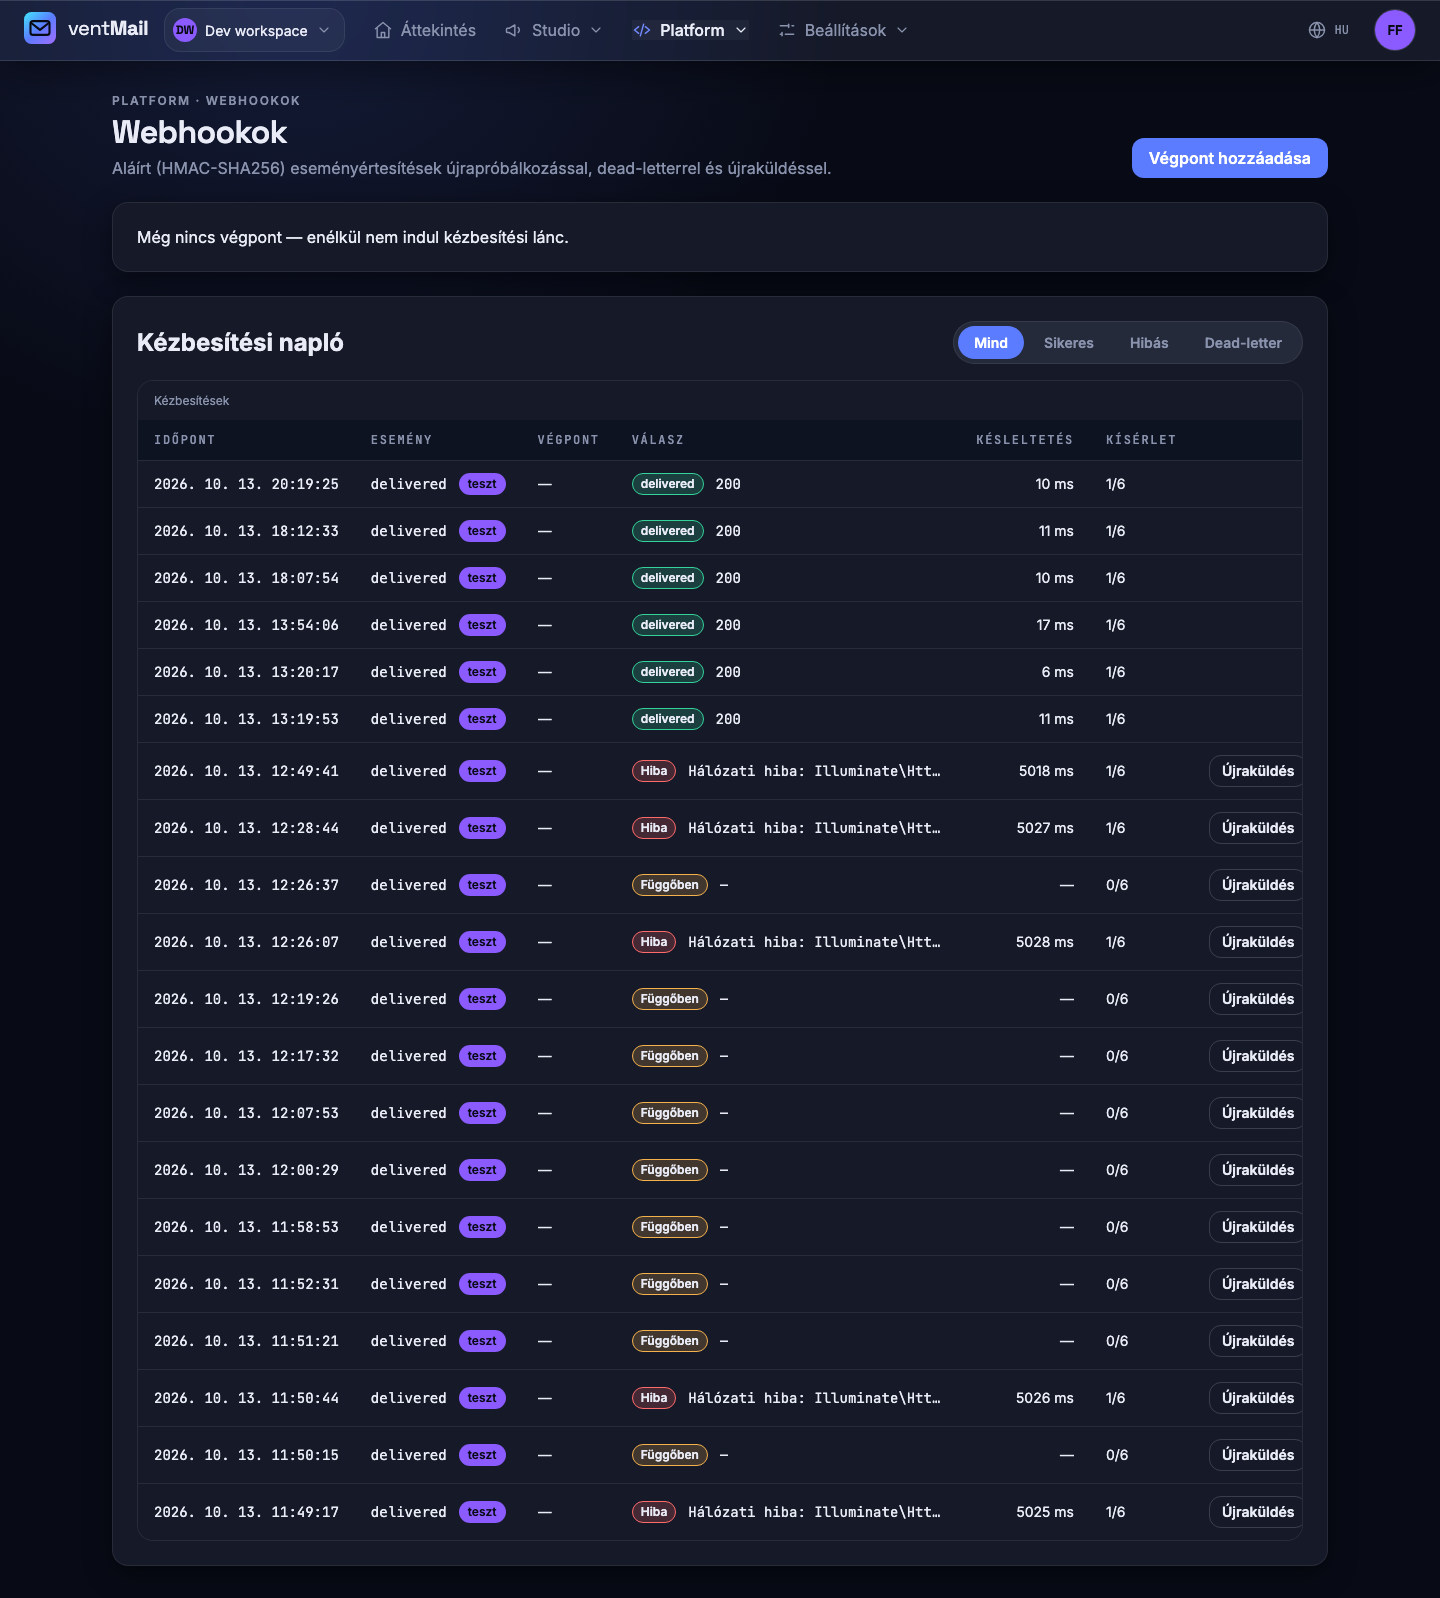 ventMail DW Dev workspace Áttekintés Studio Platform Beállítások HU FF
PLATFORM · WEBHOOKOK
Webhookok
Aláírt (HMAC-SHA256) eseményértesítések újrapróbálkozással, dead-letterrel és újraküldéssel.
Végpont hozzáadása
Még nincs végpont — enélkül nem indul kézbesítési lánc.
Kézbesítési napló
Mind Sikeres Hibás Dead-letter
Kézbesítések
IDŐPONT ESEMÉNY VÉGPONT VÁLASZ KÉSLELTETÉS KÍSÉRLET
2026. 10. 13. 20:19:25 delivered teszt — delivered 200 10 ms 1/6
2026. 10. 13. 18:12:33 delivered teszt — delivered 200 11 ms 1/6
2026. 10. 13. 18:07:54 delivered teszt — delivered 200 10 ms 1/6
2026. 10. 13. 13:54:06 delivered teszt — delivered 200 17 ms 1/6
2026. 10. 13. 13:20:17 delivered teszt — delivered 200 6 ms 1/6
2026. 10. 13. 13:19:53 delivered teszt — delivered 200 11 ms 1/6
2026. 10. 13. 12:49:41 delivered teszt — Hiba Hálózati hiba: Illuminate\Htt… 5018 ms 1/6 Újraküldés
2026. 10. 13. 12:28:44 delivered teszt — Hiba Hálózati hiba: Illuminate\Htt… 5027 ms 1/6 Újraküldés
2026. 10. 13. 12:26:37 delivered teszt — Függőben – — 0/6 Újraküldés
2026. 10. 13. 12:26:07 delivered teszt — Hiba Hálózati hiba: Illuminate\Htt… 5028 ms 1/6 Újraküldés
2026. 10. 13. 12:19:26 delivered teszt — Függőben – — 0/6 Újraküldés
2026. 10. 13. 12:17:32 delivered teszt — Függőben – — 0/6 Újraküldés
2026. 10. 13. 12:07:53 delivered teszt — Függőben – — 0/6 Újraküldés
2026. 10. 13. 12:00:29 delivered teszt — Függőben – — 0/6 Újraküldés
2026. 10. 13. 11:58:53 delivered teszt — Függőben – — 0/6 Újraküldés
2026. 10. 13. 11:52:31 delivered teszt — Függőben – — 0/6 Újraküldés
2026. 10. 13. 11:51:21 delivered teszt — Függőben – — 0/6 Újraküldés
2026. 10. 13. 11:50:44 delivered teszt — Hiba Hálózati hiba: Illuminate\Htt… 5026 ms 1/6 Újraküldés
2026. 10. 13. 11:50:15 delivered teszt — Függőben – — 0/6 Újraküldés
2026. 10. 13. 11:49:17 delivered teszt — Hiba Hálózati hiba: Illuminate\Htt… 5025 ms 1/6 Újraküldés